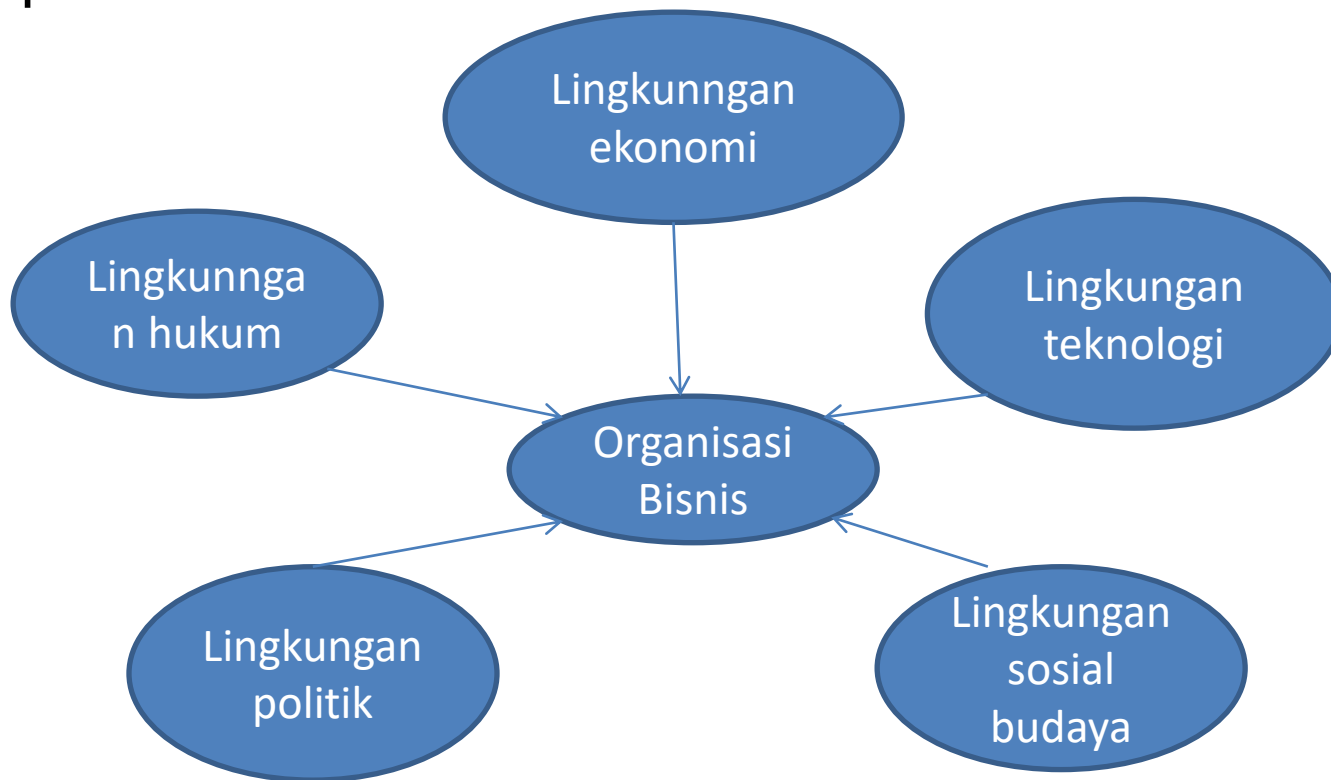 Lingkunngan
ekonomi
Lingkunnga
n hukum
Lingkungan
teknologi
Organisasi
Bisnis
Lingkungan
politik
Lingkungan
sosial
budaya